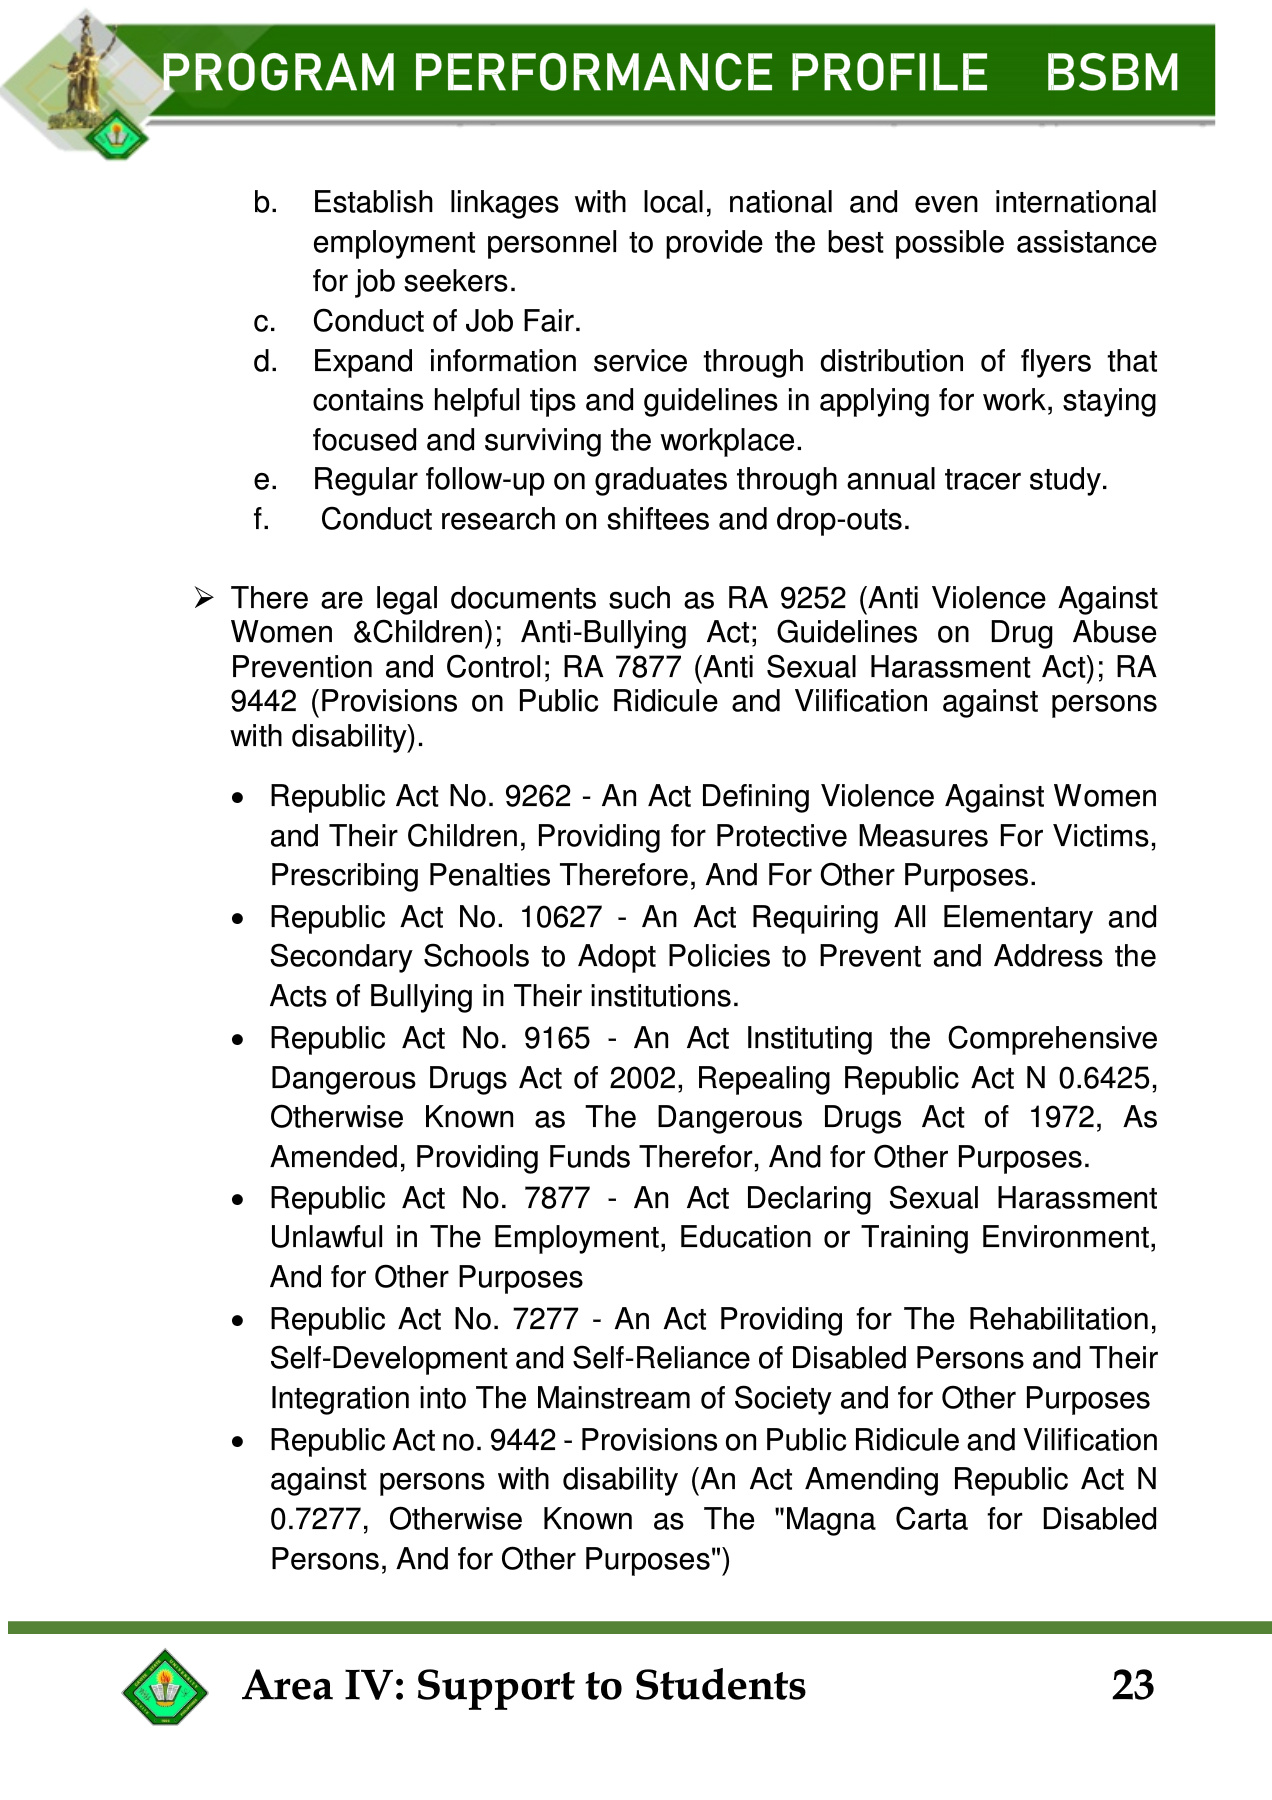 PROGRAM PERFORMANCE PROFILE BSBM
b. Establish linkages with local, national and even international
employment personnel to provide the best possible assistance
for job seekers.
c. Conduct of Job Fair.
d. Expand information service through distribution of flyers that
contains helpful tips and guidelines in applying for work, staying
focused and surviving the workplace.
e. Regular follow-up on graduates through annual tracer study.
f. Conduct research on shiftees and drop-outs.
➢ There are legal documents such as RA 9252 (Anti Violence Against
Women &Children); Anti-Bullying Act; Guidelines on Drug Abuse
Prevention and Control; RA 7877 (Anti Sexual Harassment Act); RA
9442 (Provisions on Public Ridicule and Vilification against persons
with disability).
• Republic Act No. 9262 - An Act Defining Violence Against Women
and Their Children, Providing for Protective Measures For Victims,
Prescribing Penalties Therefore, And For Other Purposes.
• Republic Act No. 10627 - An Act Requiring All Elementary and
Secondary Schools to Adopt Policies to Prevent and Address the
Acts of Bullying in Their institutions.
• Republic Act No. 9165 - An Act Instituting the Comprehensive
Dangerous Drugs Act of 2002, Repealing Republic Act N 0.6425,
Otherwise Known as The Dangerous Drugs Act of 1972, As
Amended, Providing Funds Therefor, And for Other Purposes.
• Republic Act No. 7877 - An Act Declaring Sexual Harassment
Unlawful in The Employment, Education or Training Environment,
And for Other Purposes
• Republic Act No. 7277 - An Act Providing for The Rehabilitation,
Self-Development and Self-Reliance of Disabled Persons and Their
Integration into The Mainstream of Society and for Other Purposes
• Republic Act no. 9442 - Provisions on Public Ridicule and Vilification
against persons with disability (An Act Amending Republic Act N
0.7277, Otherwise Known as The "Magna Carta for Disabled
Persons, And for Other Purposes")
Area IV: Support to Students 23